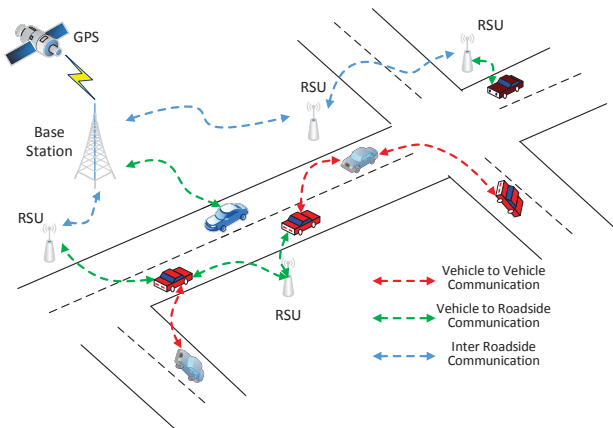 GPS
RSU
RSU
Base
Station
RSU
RSU
Vehicle to Vehicle
Communication
Vehicle to Roadside
Communication
Inter Roadside
Communication